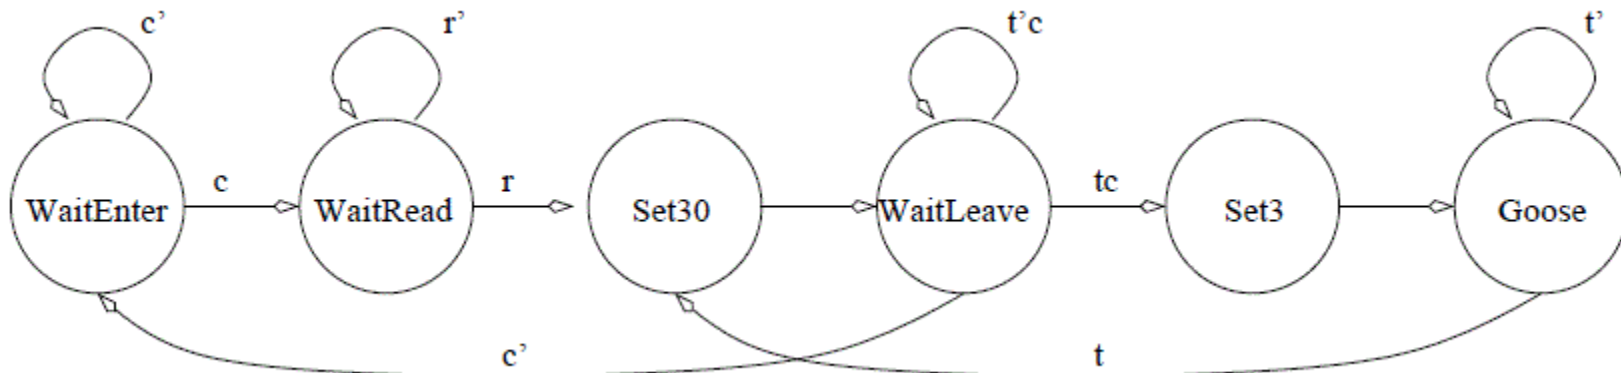 c’ r’ t’c t’
c r tc
WaitEnter WaitRead Set30 WaitLeave Set3 Goose
c’ t